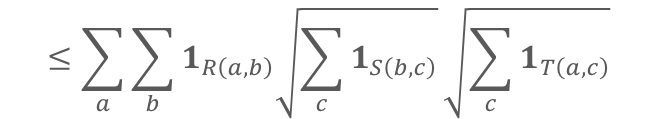 ≤ ∑_a ∑_b 𝟏_{R(a,b)} √(∑_c 𝟏_{S(b,c)}) √(∑_c 𝟏_{T(a,c)})